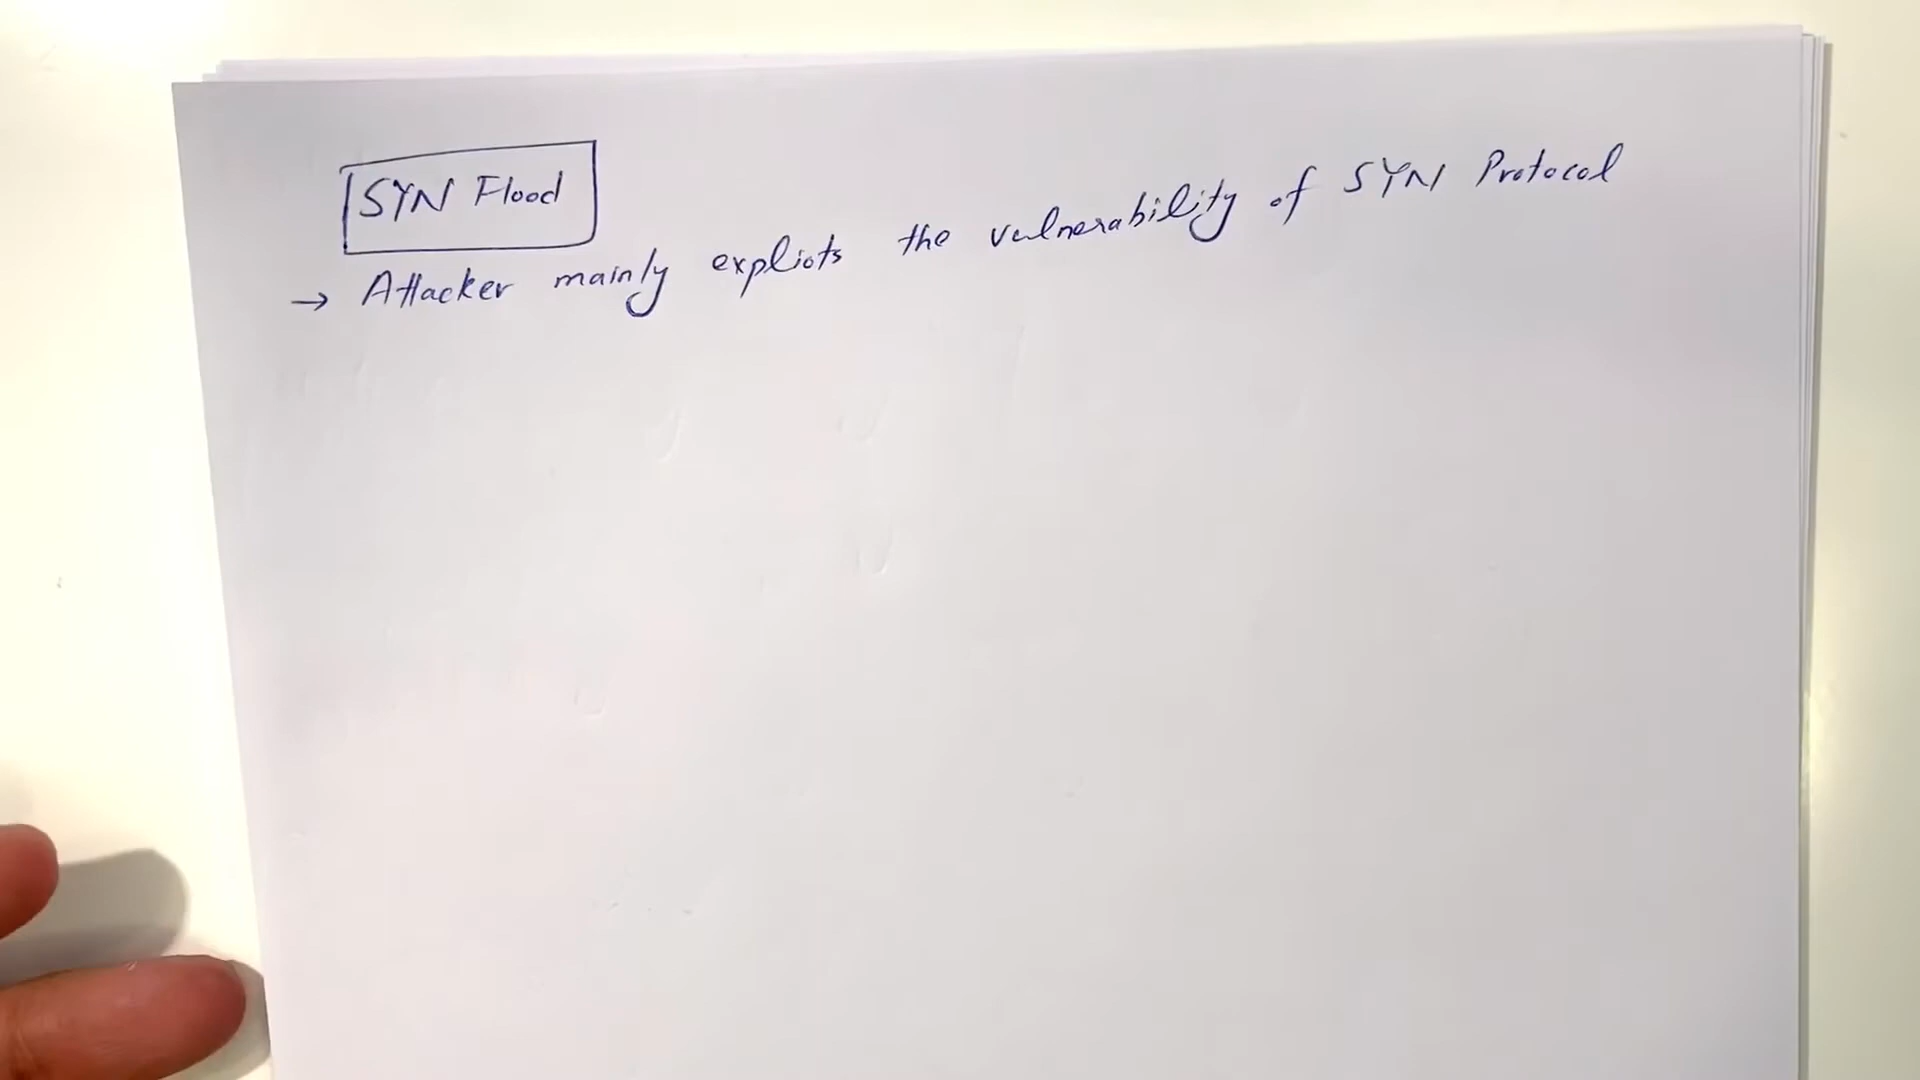 SYN Flood
→ Attacker mainly expliots the vulnerability of SYN Protocol